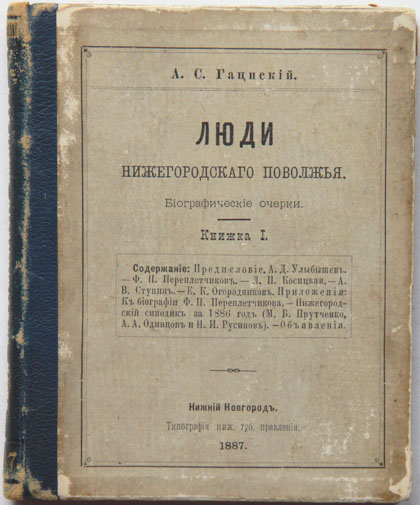 А. С. Гацискій.
ЛЮДИ
НИЖЕГОРОДСКАГО ПОВОЛЖЬЯ.
Біографическіе очерки.
Книжка I.
Содержаніе: Предисловіе. А. Д. Улыбышевъ.
—Ф. П. Переплетчиковъ. — Л. П. Косицкая. — А.
В. Ступинъ. — Е. К. Огородниковъ. Приложенія:
Къ біографіи Ф. П. Переплетчикова. — Нижегород-
скій синодикъ за 1886 годъ (М. Б. Прутченко,
А. А. Одинцовъ и Н. И. Русиновъ). — Объявленія.
Нижній Новгородъ.
Типографія ниж. губ. правленія.
1887.